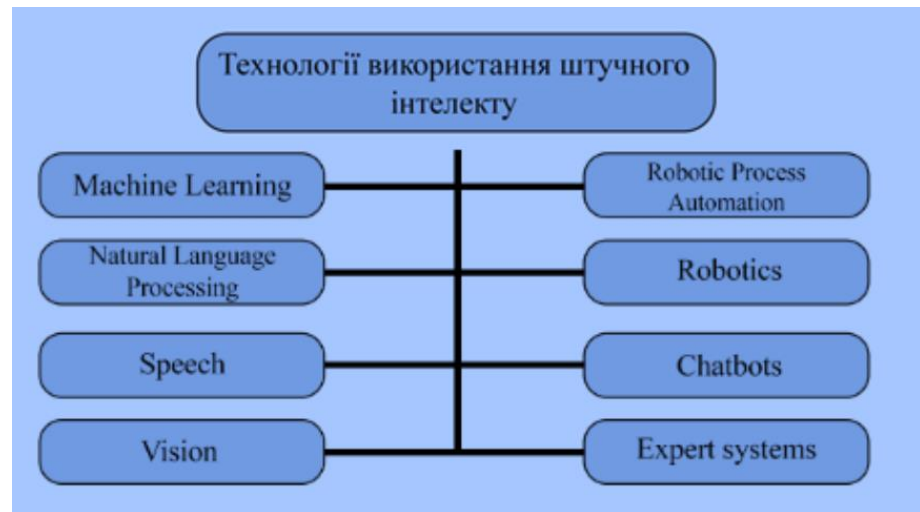 Технології використання штучного
інтелекту
Machine Learning
Robotic Process
Automation
Natural Language
Processing
Robotics
Speech
Chatbots
Vision
Expert systems